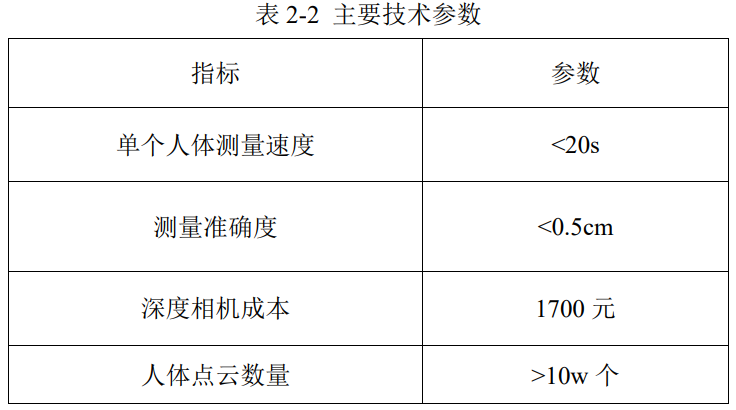 表 2-2 主要技术参数
指标 参数
单个人体测量速度 <20s
测量准确度 <0.5cm
深度相机成本 1700 元
人体点云数量 >10w 个